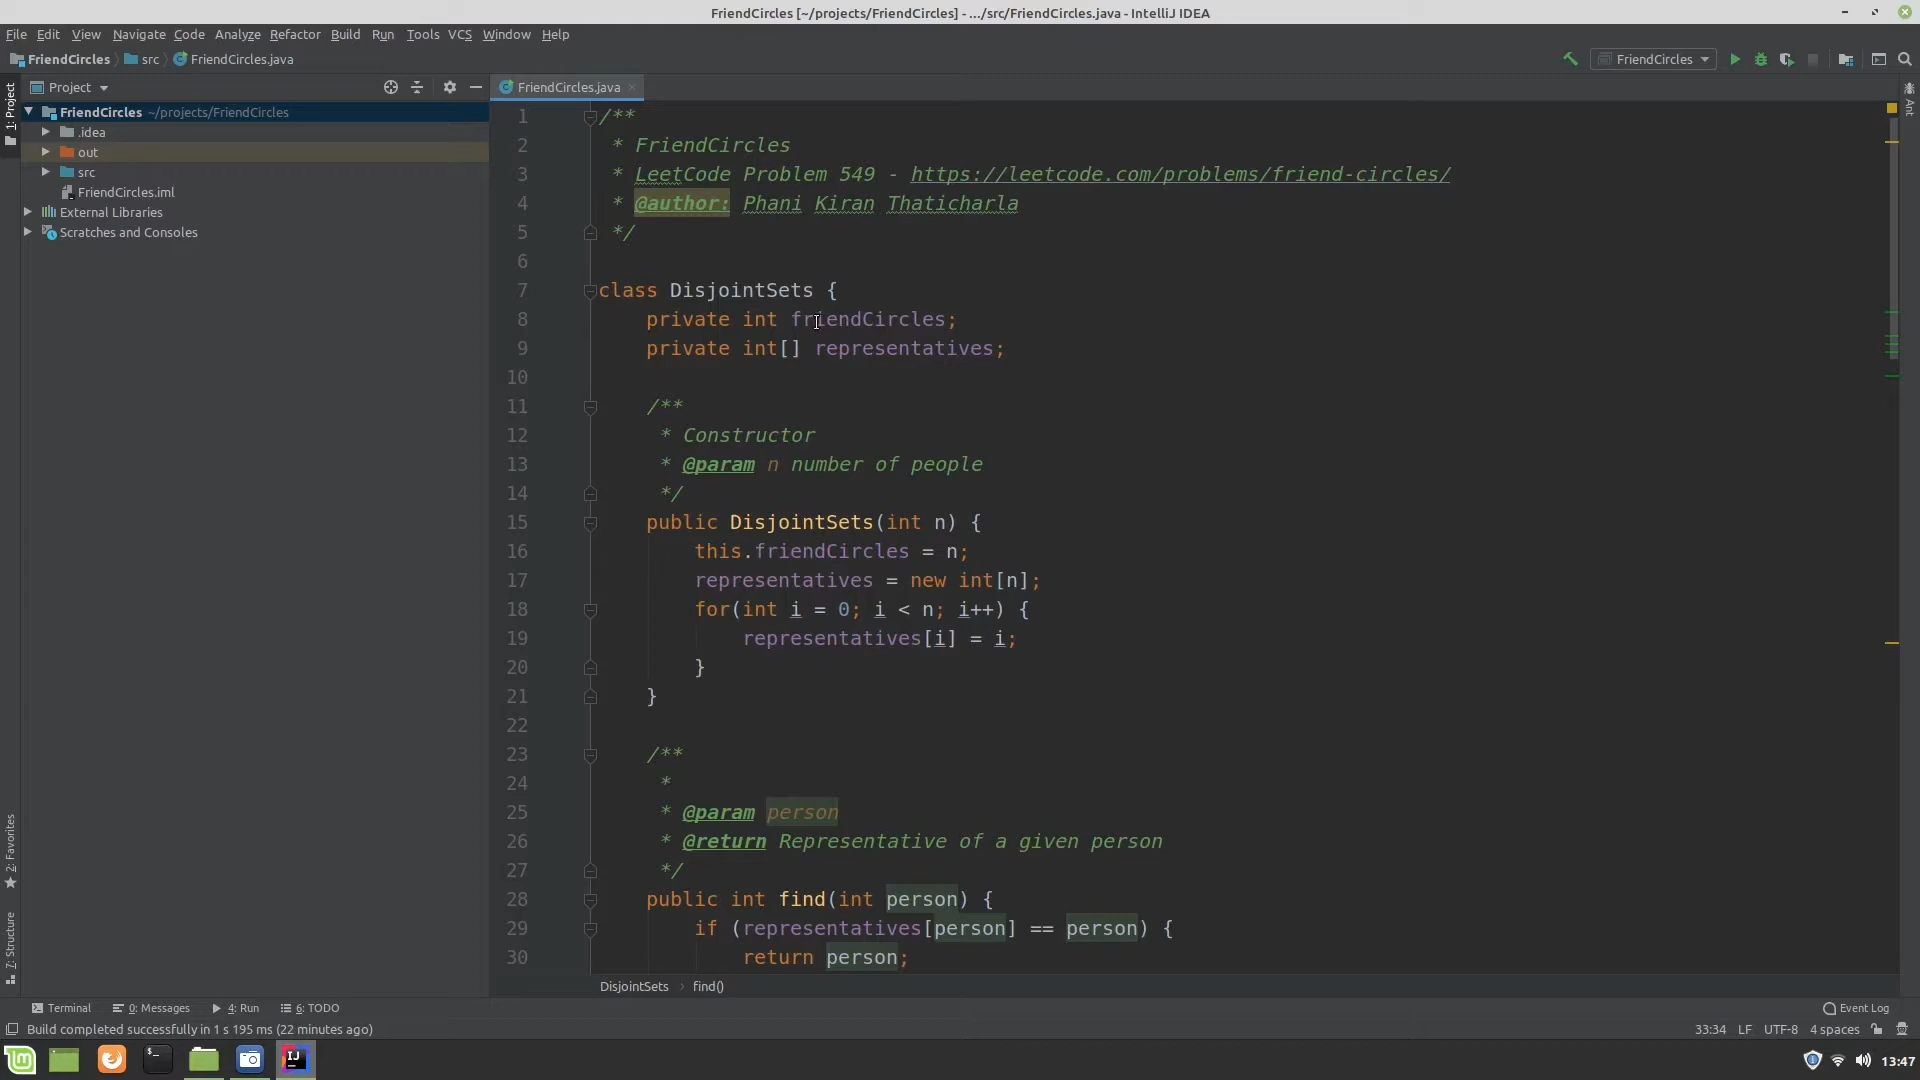 FriendCircles [~/projects/FriendCircles] - .../src/FriendCircles.java - IntelliJ IDEA
File Edit View Navigate Code Analyze Refactor Build Run Tools VCS Window Help
FriendCircles src FriendCircles.java FriendCircles
Project
FriendCircles.java
1: Project
FriendCircles ~/projects/FriendCircles
.idea
out
src
FriendCircles.iml
External Libraries
Scratches and Consoles
2: Favorites
7: Structure
Ant
1 /**
2 * FriendCircles
3 * LeetCode Problem 549 - https://leetcode.com/problems/friend-circles/
4 * @author: Phani Kiran Thaticharla
5 */
6
7 class DisjointSets {
8 private int friendCircles;
9 private int[] representatives;
10
11 /**
12 * Constructor
13 * @param n number of people
14 */
15 public DisjointSets(int n) {
16 this.friendCircles = n;
17 representatives = new int[n];
18 for(int i = 0; i < n; i++) {
19 representatives[i] = i;
20 }
21 }
22
23 /**
24 *
25 * @param person
26 * @return Representative of a given person
27 */
28 public int find(int person) {
29 if (representatives[person] == person) {
30 return person;
DisjointSets find()
Terminal 0: Messages 4: Run 6: TODO Event Log
Build completed successfully in 1 s 195 ms (22 minutes ago) 33:34 LF UTF-8 4 spaces
13:47